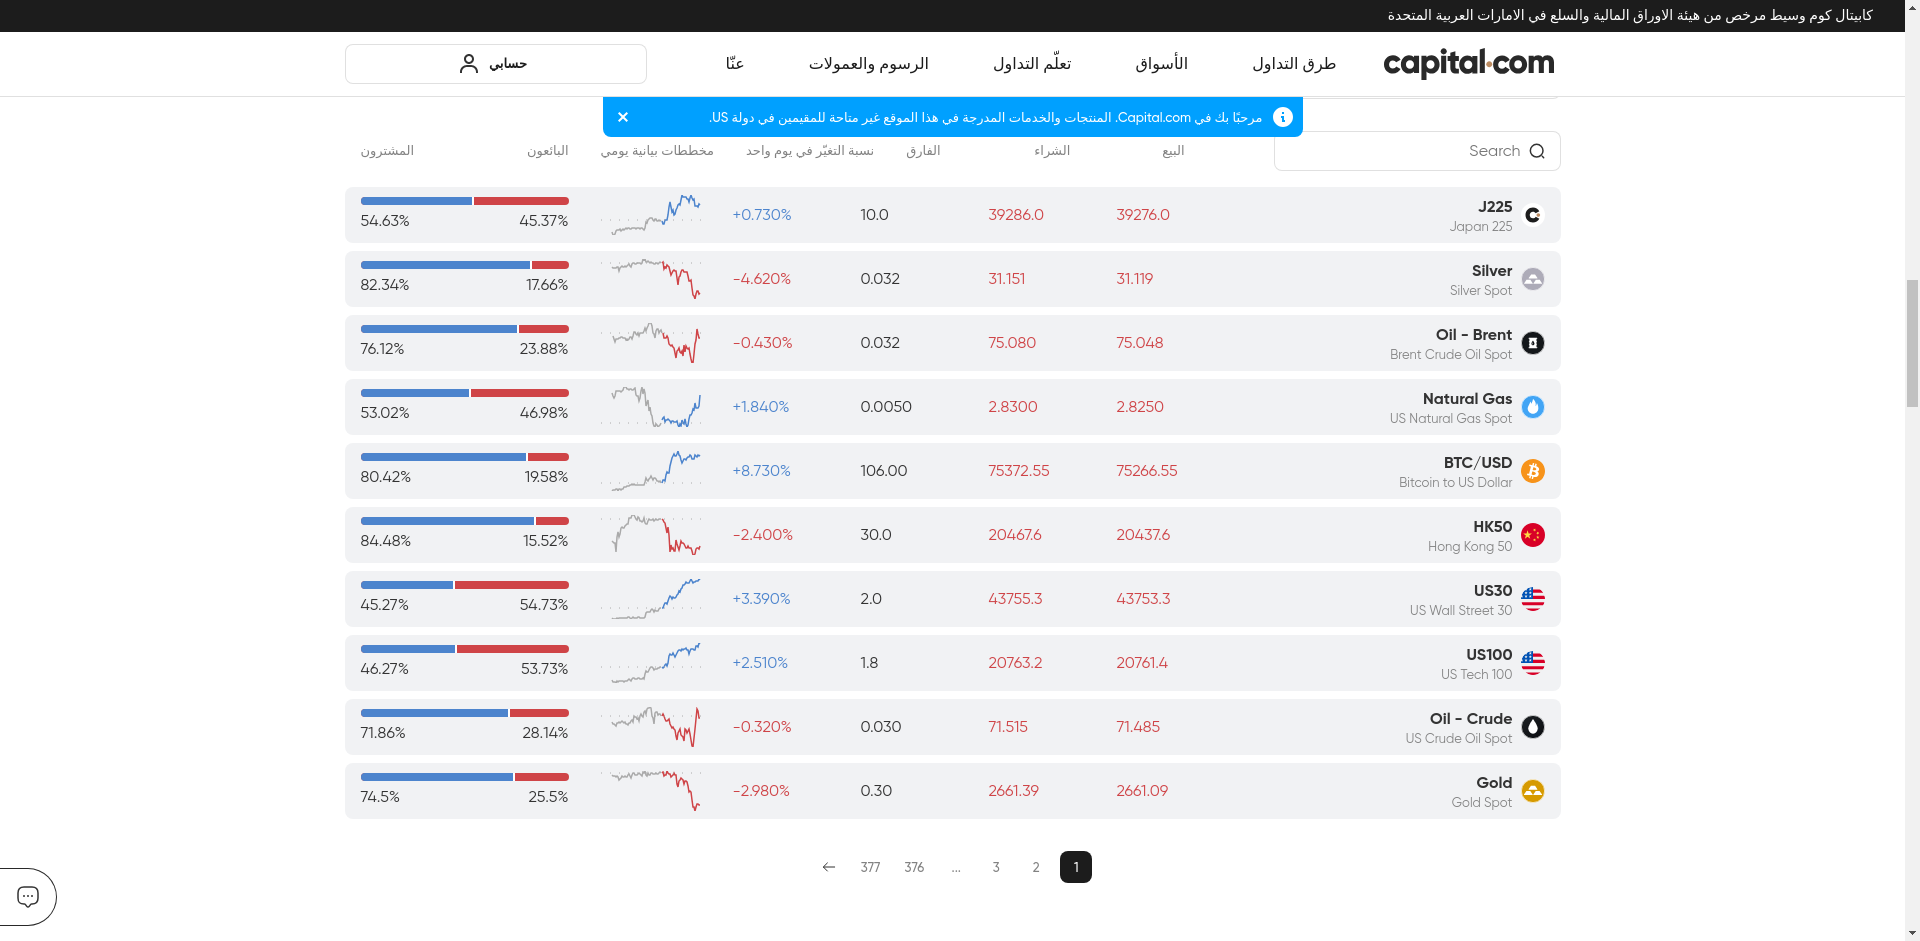 كابيتال كوم وسيط مرخص من هيئة الاوراق المالية والسلع في الامارات العربية المتحدة
capital.com طرق التداول الأسواق تعلّم التداول الرسوم والعمولات عنّا حسابي
مرحبًا بك في Capital.com. المنتجات والخدمات المدرجة في هذا الموقع غير متاحة للمقيمين في دولة US.
Search البيع الشراء الفارق نسبة التغيّر في يوم واحد مخططات بيانية يومي البائعون المشترون
J225 39276.0 39286.0 10.0 +0.730% 45.37% 54.63%
Japan 225
Silver 31.119 31.151 0.032 -4.620% 17.66% 82.34%
Silver Spot
Oil - Brent 75.048 75.080 0.032 -0.430% 23.88% 76.12%
Brent Crude Oil Spot
Natural Gas 2.8250 2.8300 0.0050 +1.840% 46.98% 53.02%
US Natural Gas Spot
BTC/USD 75266.55 75372.55 106.00 +8.730% 19.58% 80.42%
Bitcoin to US Dollar
HK50 20437.6 20467.6 30.0 -2.400% 15.52% 84.48%
Hong Kong 50
US30 43753.3 43755.3 2.0 +3.390% 54.73% 45.27%
US Wall Street 30
US100 20761.4 20763.2 1.8 +2.510% 53.73% 46.27%
US Tech 100
Oil - Crude 71.485 71.515 0.030 -0.320% 28.14% 71.86%
US Crude Oil Spot
Gold 2661.09 2661.39 0.30 -2.980% 25.5% 74.5%
Gold Spot
1 2 3 ... 376 377